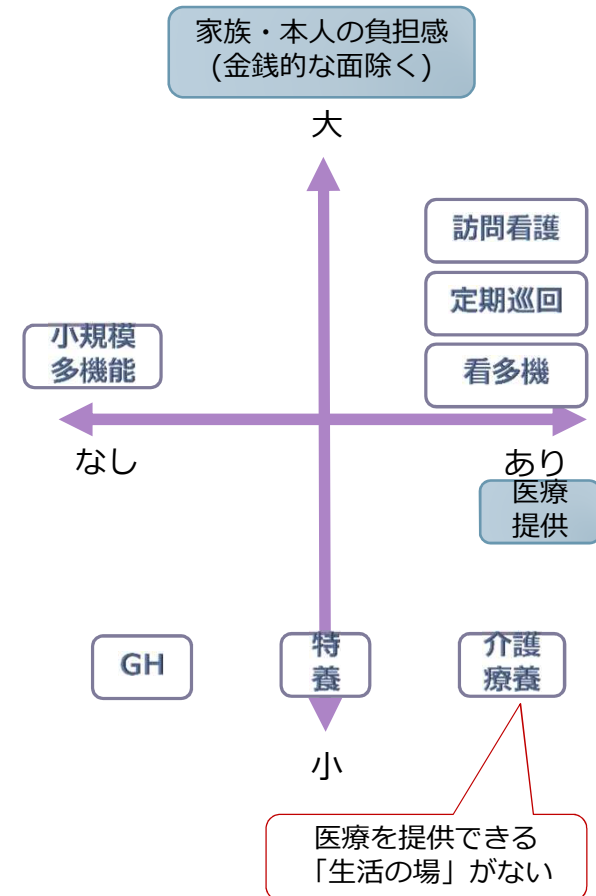 家族・本人の負担感
(金銭的な面除く)
大
訪問看護
定期巡回
小規模
多機能
看多機
なし
あり
医療
提供
GH
特
養
介護
療養
小
医療を提供できる
「生活の場」がない